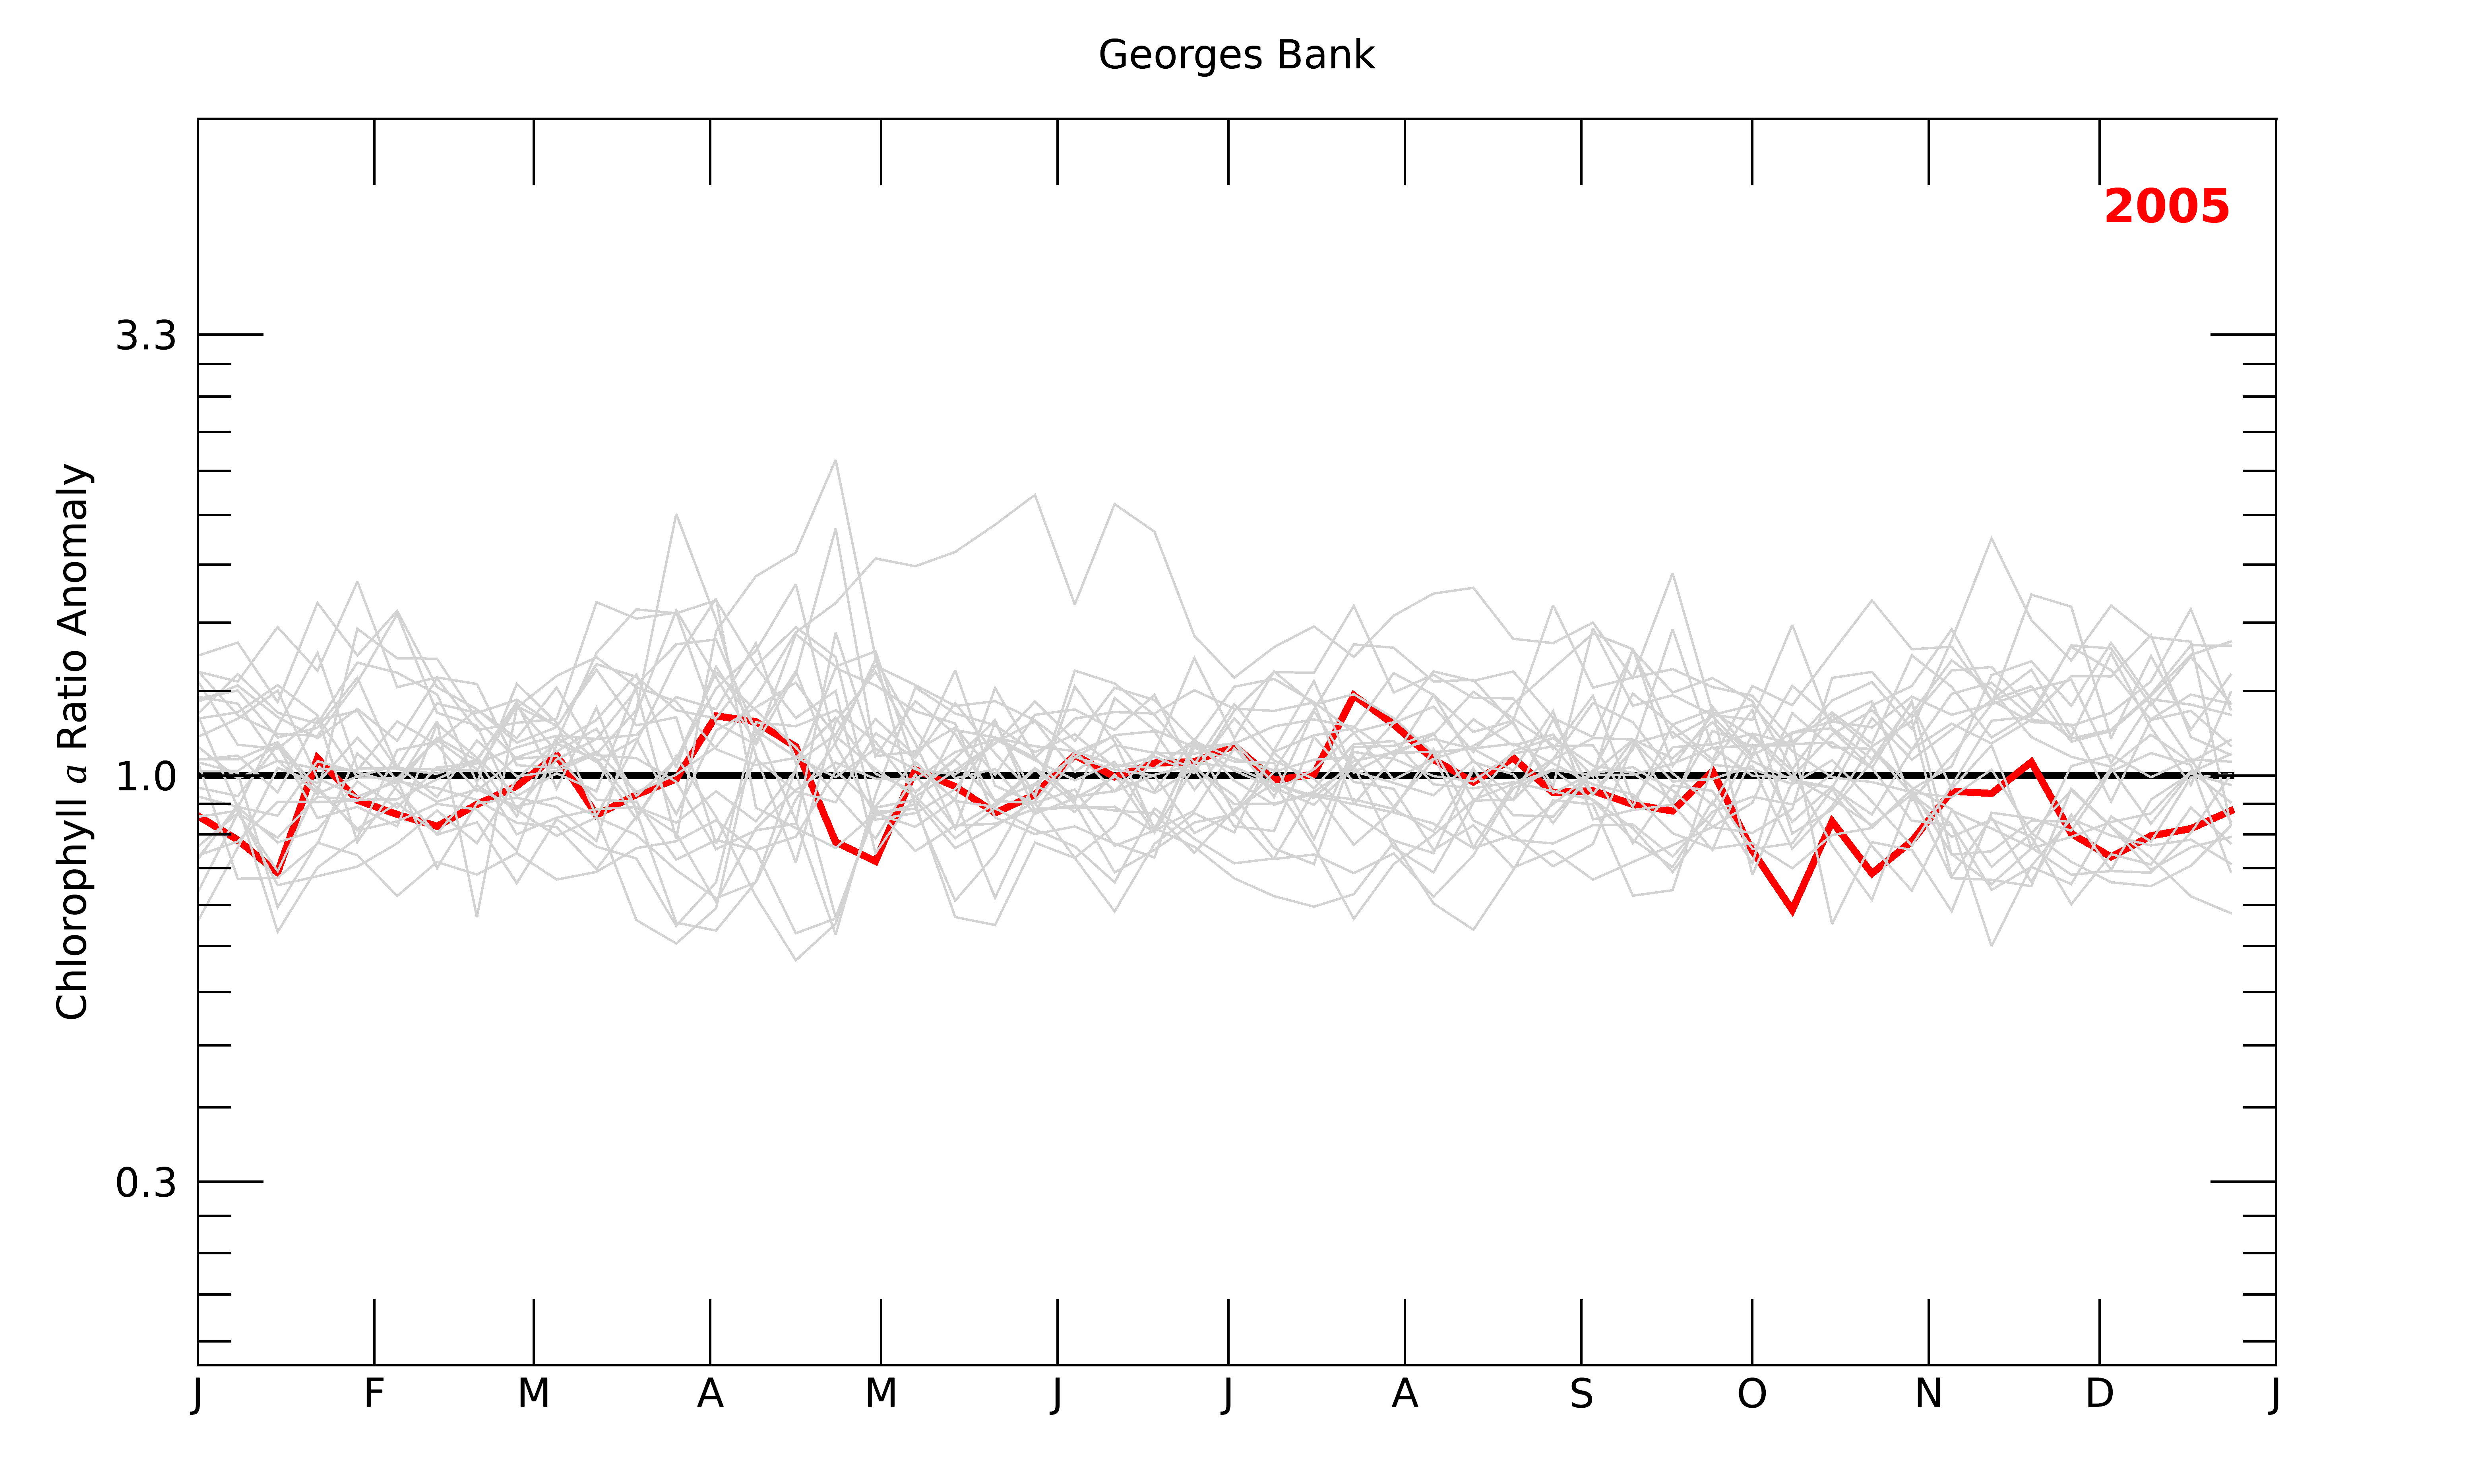 Georges Bank
2005
Chlorophyll a Ratio Anomaly
3.3
1.0
0.3
J F M A M J J A S O N D J